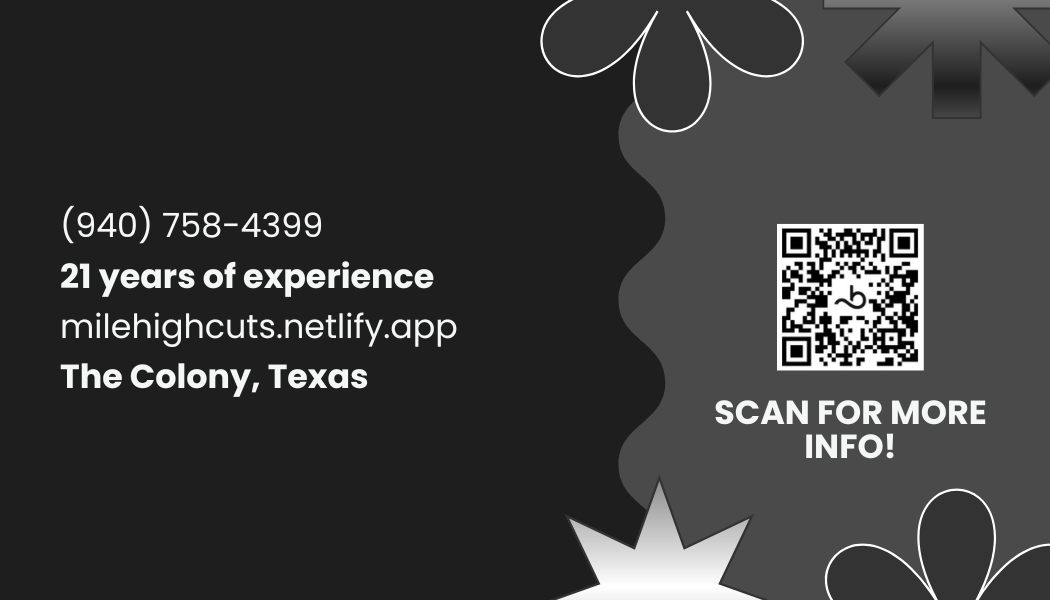 (940) 758-4399
21 years of experience
milehighcuts.netlify.app
The Colony, Texas
SCAN FOR MORE
INFO!